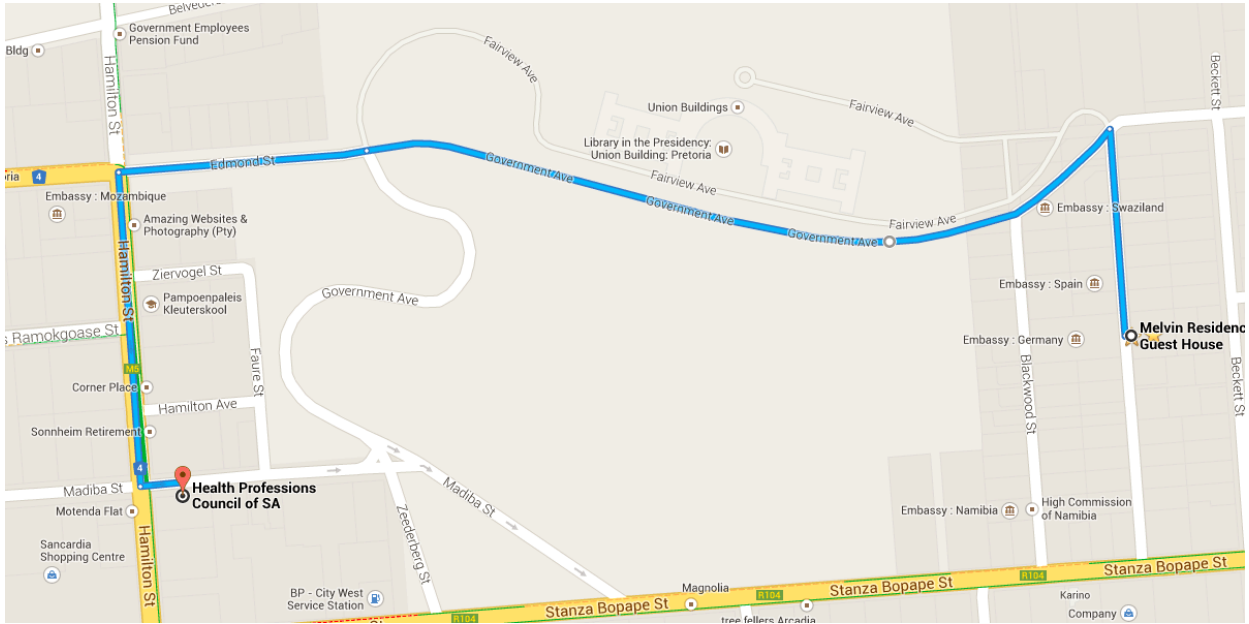 Belvedere
Government Employees
Pension Fund
Bldg
Hamilton St
Fairview Ave
Beckett St
Union Buildings
Fairview Ave
Library in the Presidency:
Union Building: Pretoria
Edmond St
Government Ave
Fairview Ave
4
Embassy : Mozambique
Amazing Websites &
Photography (Pty)
Government Ave
Fairview Ave
Embassy : Swaziland
Government Ave
Hamilton St
Ziervogel St
Pampoenpaleis
Kleuterskool
Government Ave
Embassy : Spain
s Ramokgoase St
Melvin Residenc
Guest House
Embassy : Germany
M5
Faure St
Corner Place
Blackwood St
Beckett St
Hamilton Ave
Sonnheim Retirement
4
Madiba St
Health Professions
Council of SA
Motenda Flat
Madiba St
Zeederberg St
Embassy : Namibia
High Commission
of Namibia
Sancardia
Shopping Centre
Hamilton St
BP - City West
Service Station
Magnolia
Stanza Bopape St
R104
Stanza Bopape St
R104
Stanza Bopape St
R104
tree fellers Arcadia
Karino
Company